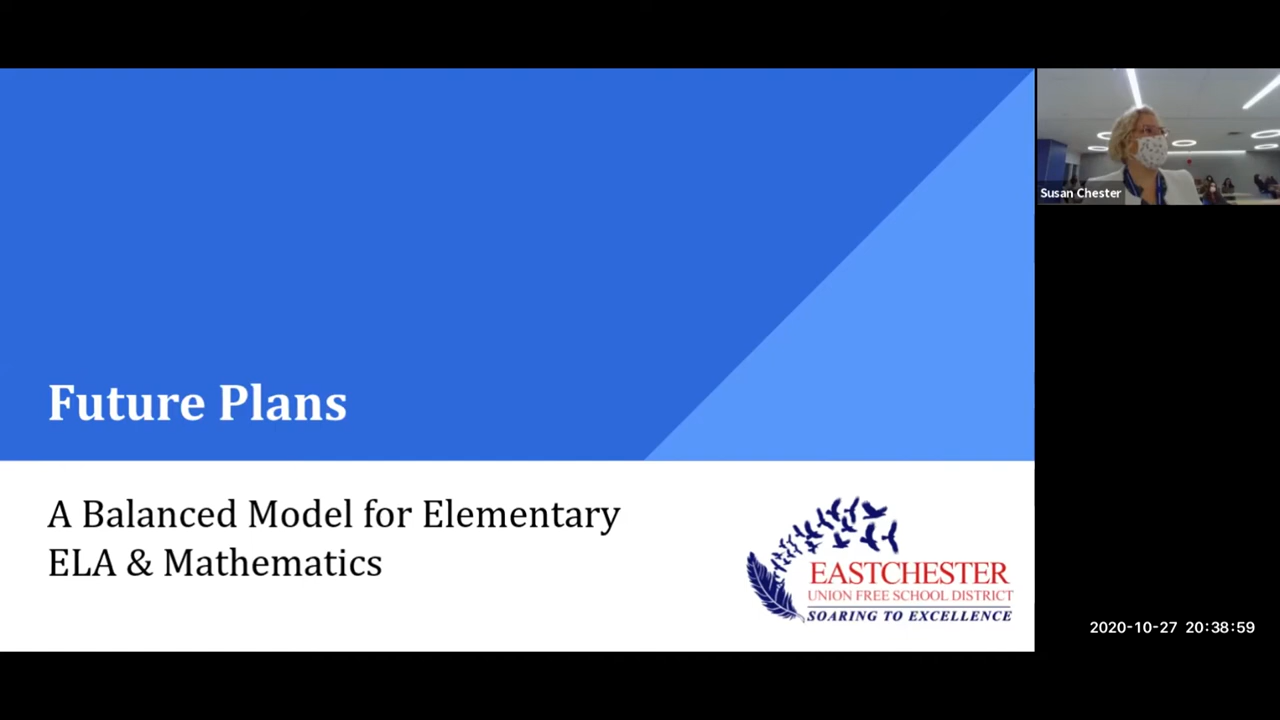 Susan Chester
Future Plans
A Balanced Model for Elementary
ELA & Mathematics
EASTCHESTER
UNION FREE SCHOOL DISTRICT
SOARING TO EXCELLENCE
2020-10-27 20:38:59